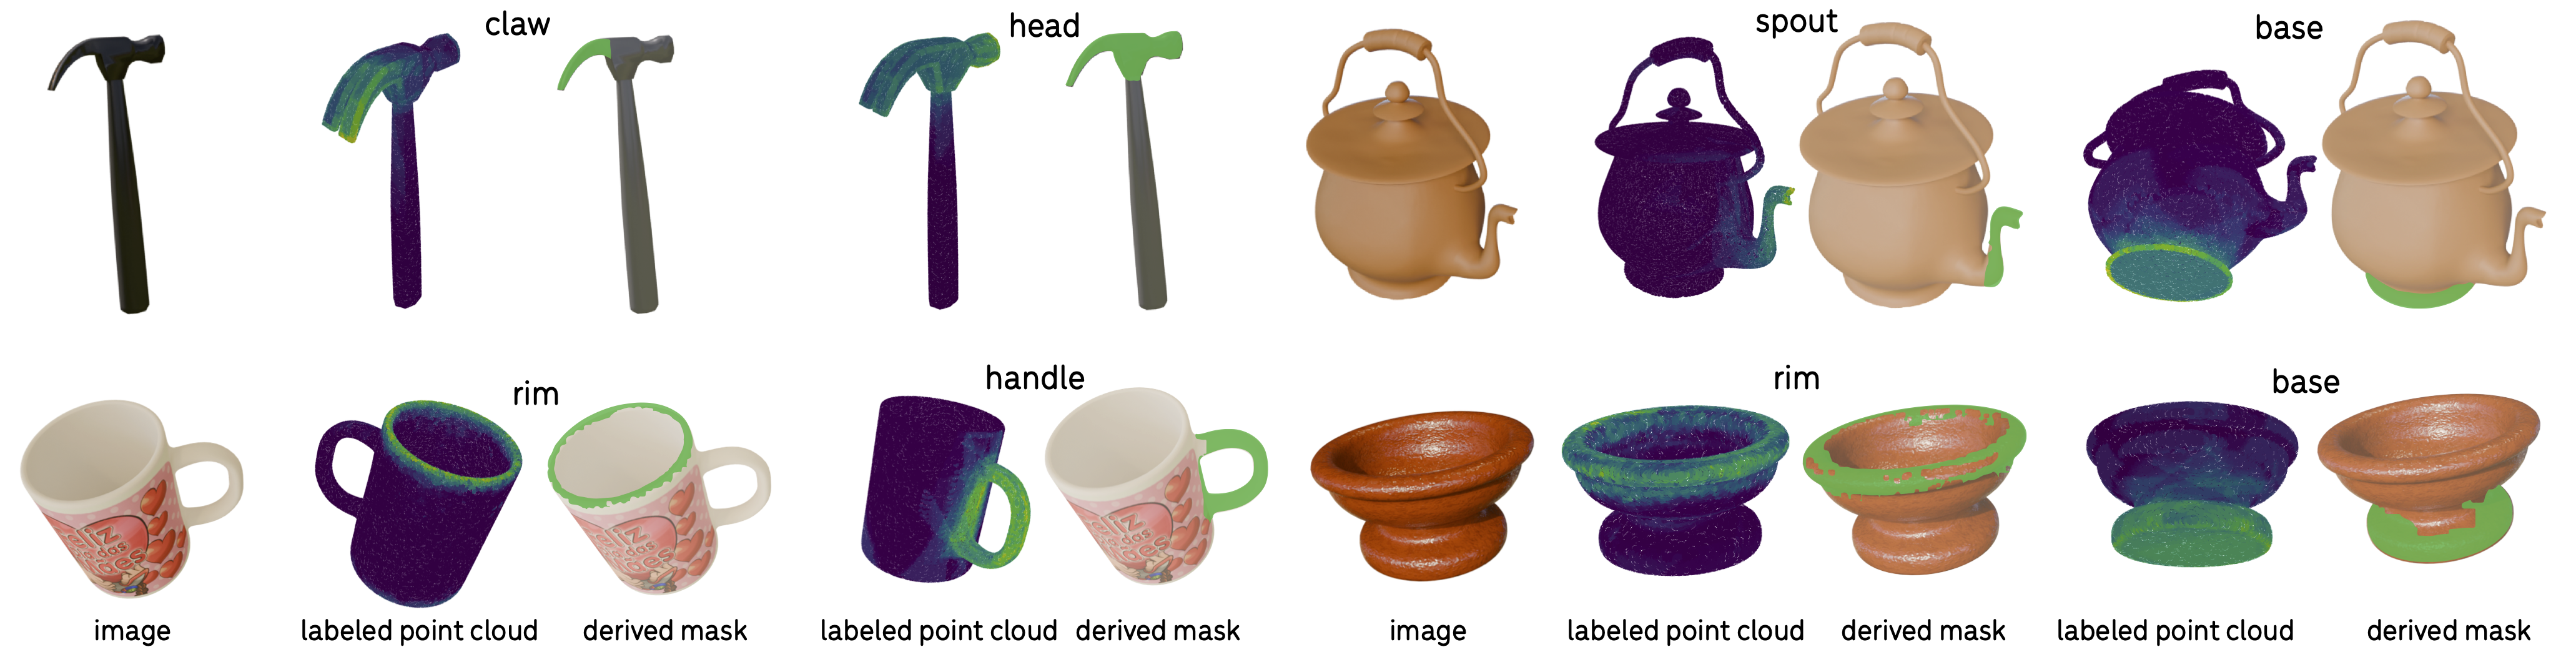 claw
head
spout
base
rim
handle
rim
base
image
labeled point cloud
derived mask
labeled point cloud
derived mask
image
labeled point cloud
derived mask
labeled point cloud
derived mask